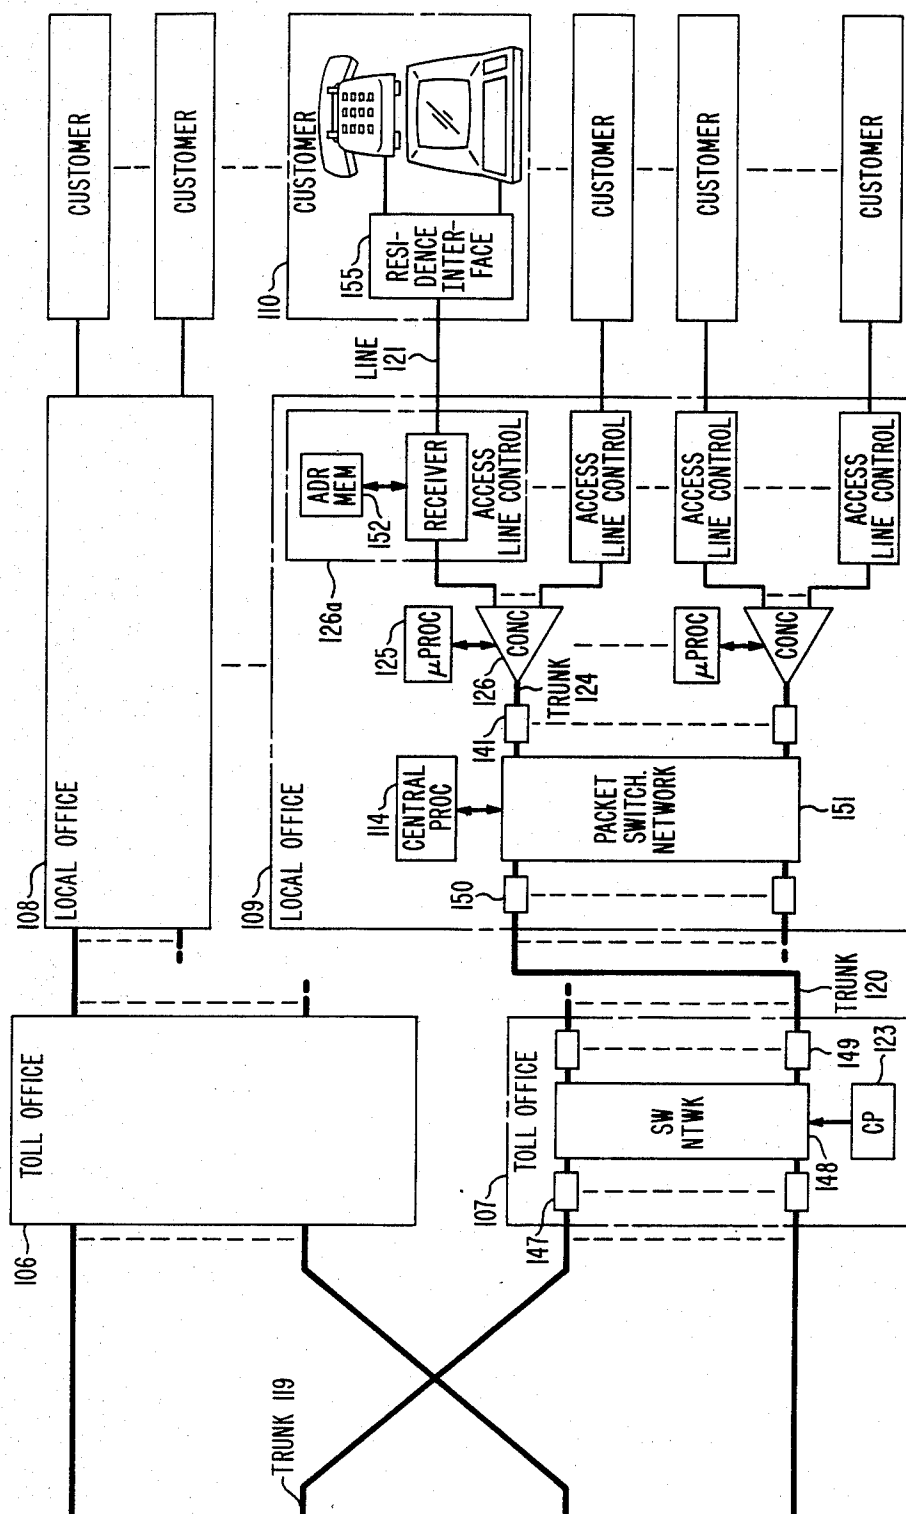 TRUNK 119
106
TOLL OFFICE
108
LOCAL OFFICE
CUSTOMER
CUSTOMER
107
TOLL OFFICE
147
SW
NTWK
148
149
CP
123
TRUNK
120
109
LOCAL OFFICE
150
114
CENTRAL
PROC
PACKET
SWITCH.
NETWORK
151
141
TRUNK
124
126
CONC
125
μPROC
μPROC
CONC
126a
ADR
MEM
152
RECEIVER
ACCESS
LINE CONTROL
ACCESS
LINE CONTROL
ACCESS
LINE CONTROL
ACCESS
LINE CONTROL
LINE
121
110
CUSTOMER
155
RESI-
DENCE
INTER-
FACE
CUSTOMER
CUSTOMER
CUSTOMER